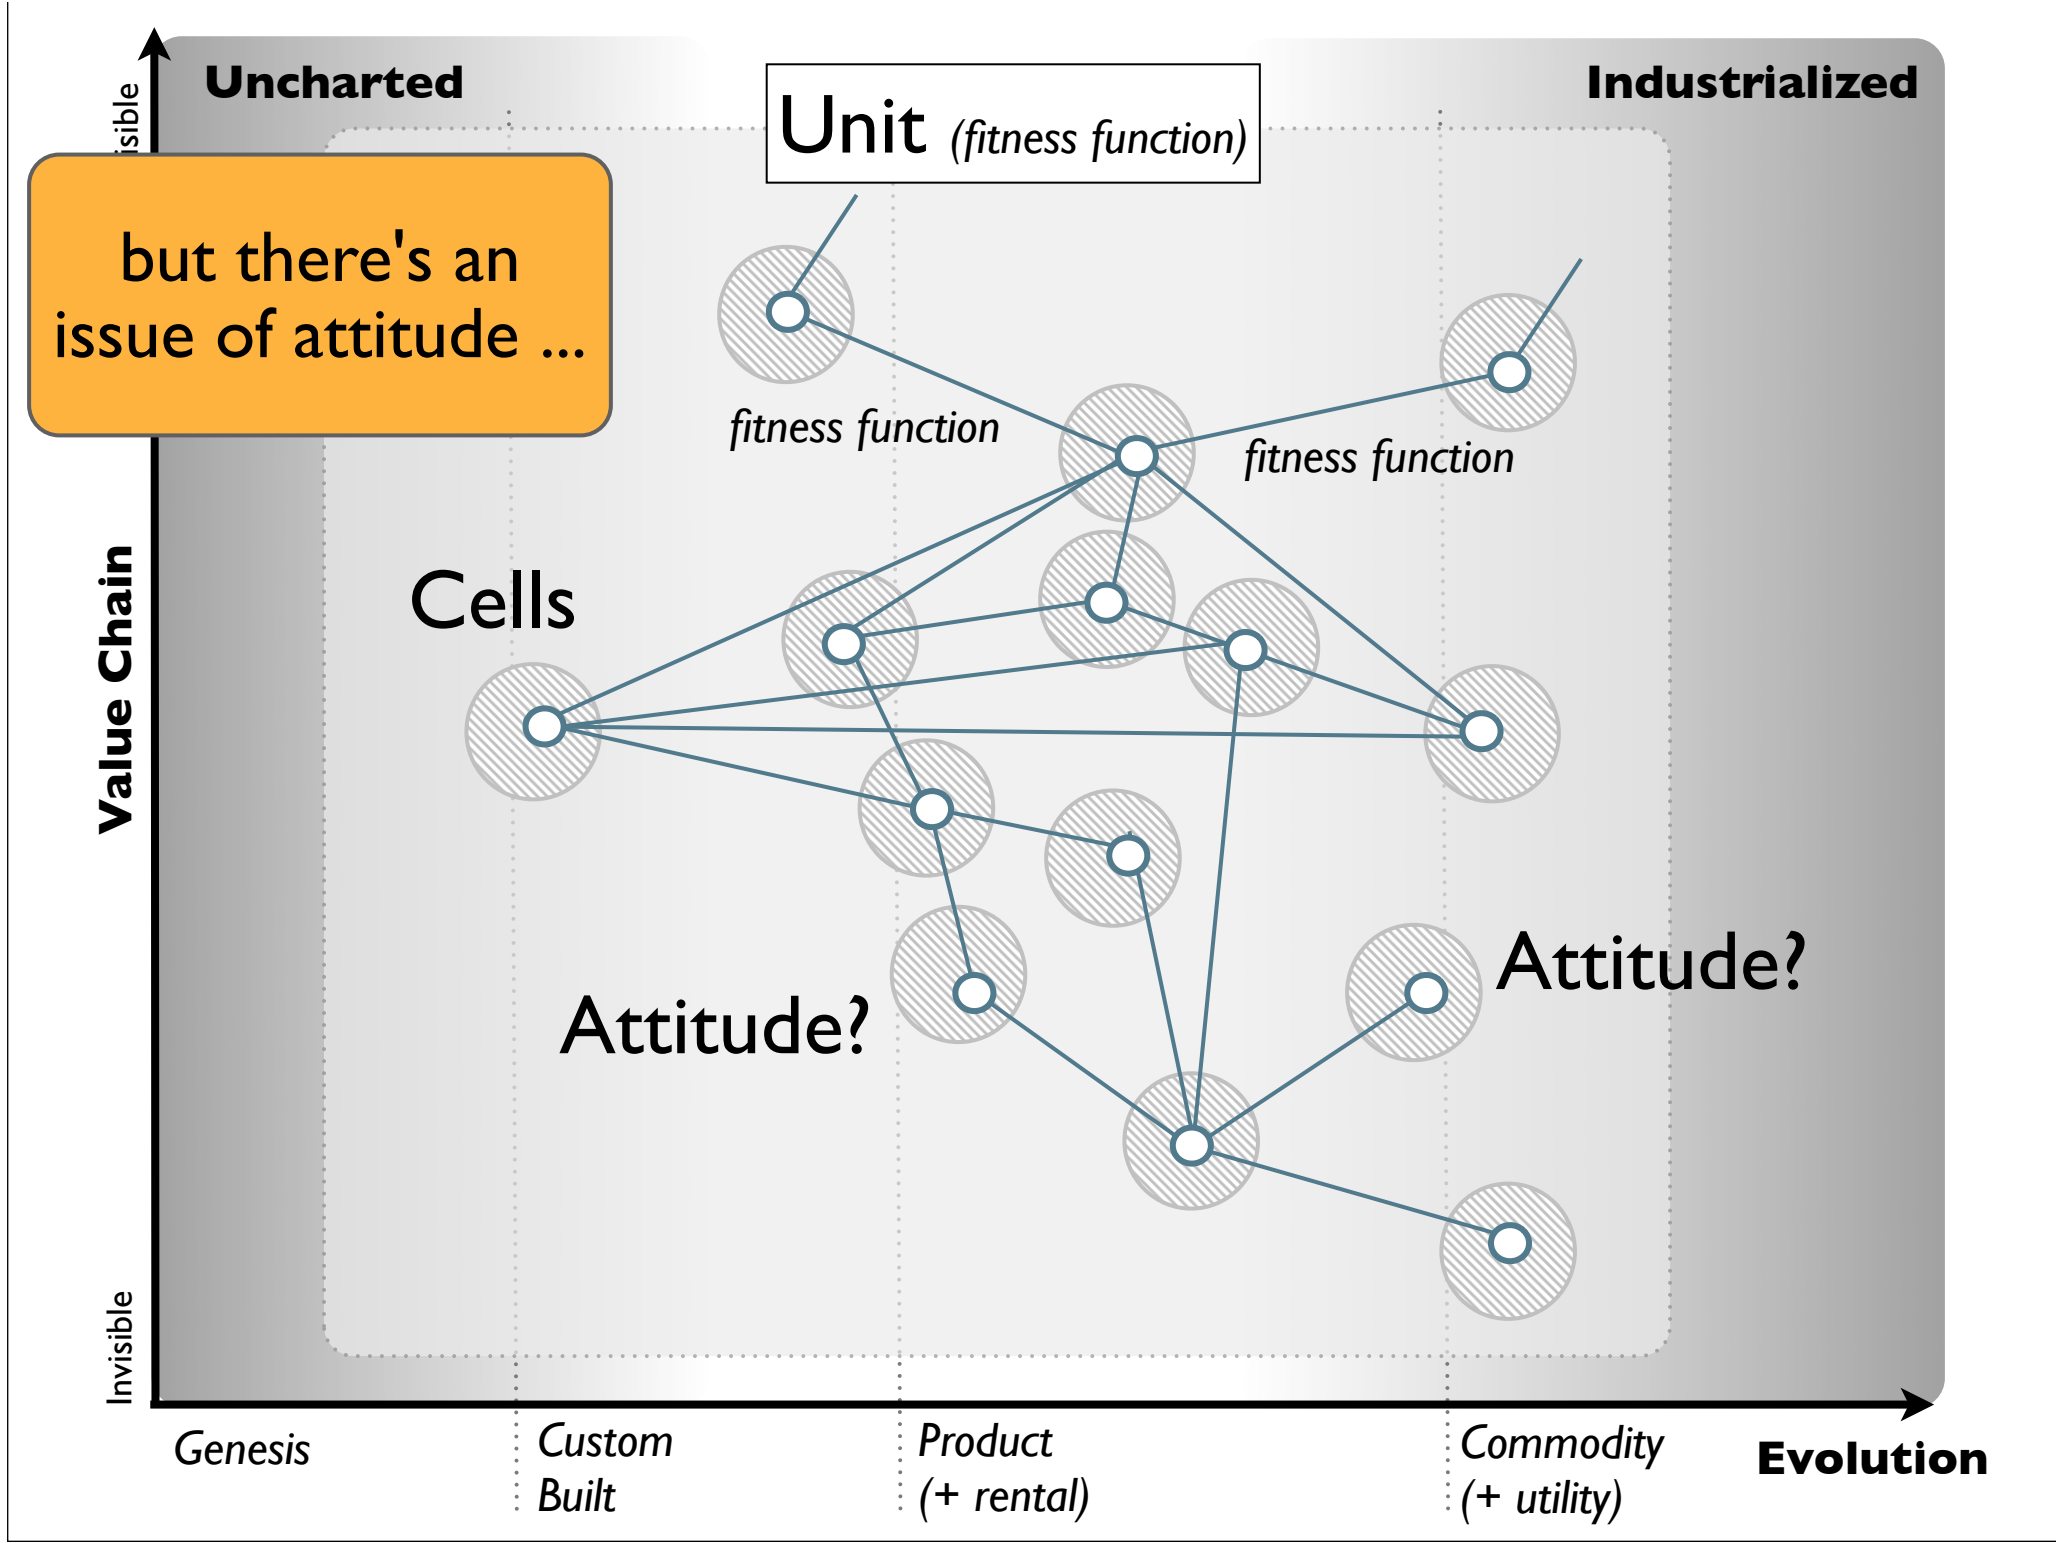 Uncharted
Industrialized
Unit (fitness function)
but there's an
issue of attitude ...
fitness function
fitness function
Cells
Value Chain
Attitude?
Attitude?
Invisible
Genesis
Custom
Built
Product
(+ rental)
Commodity
(+ utility)
Evolution